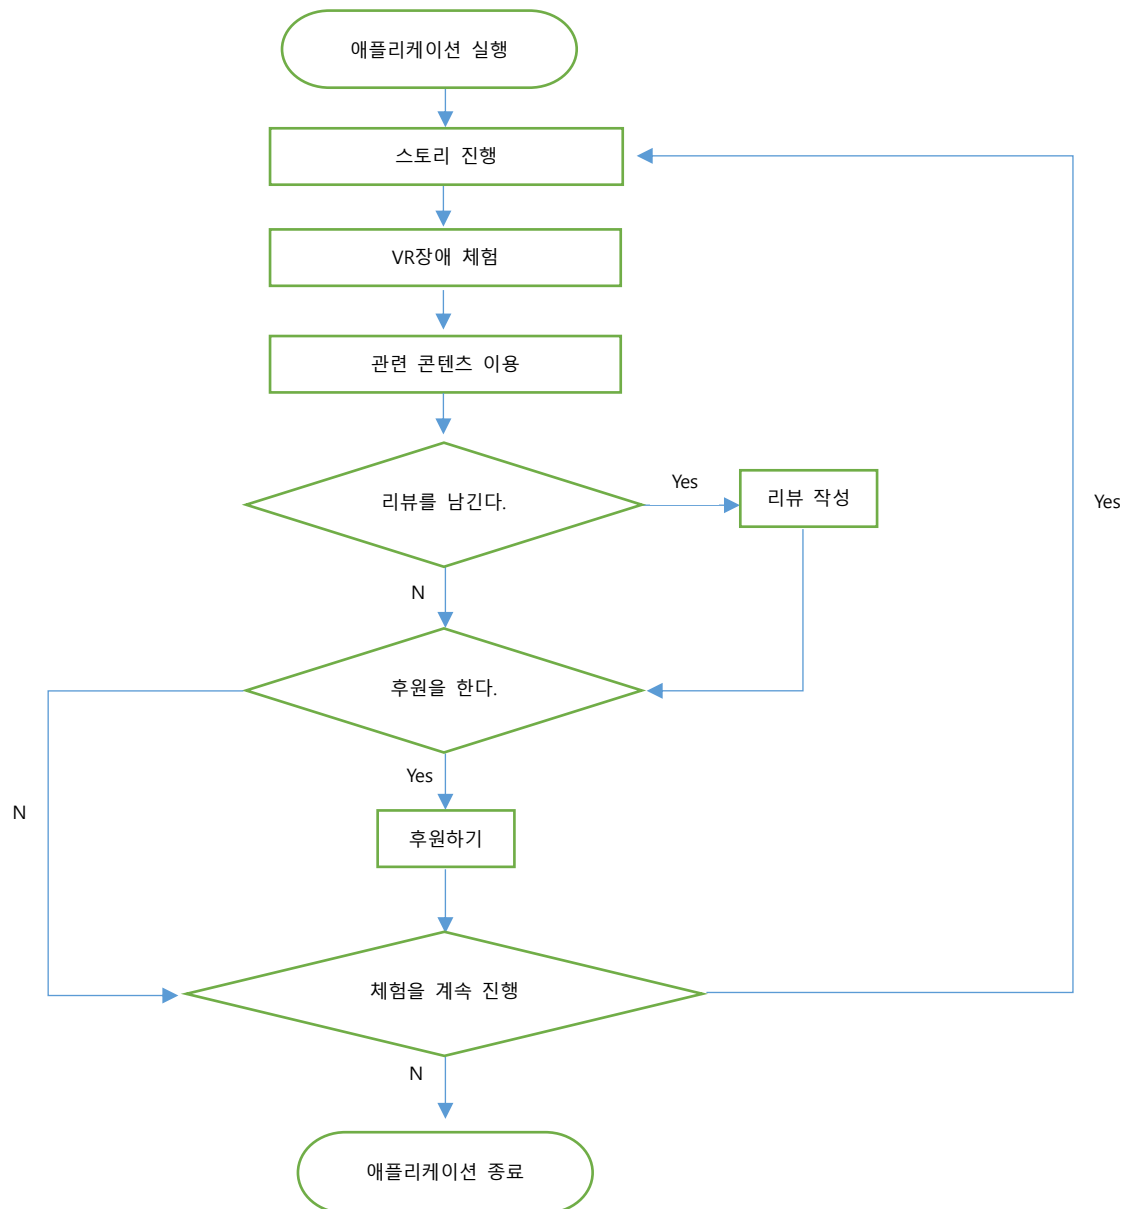 애플리케이션 실행
스토리 진행
VR장애 체험
관련 콘텐츠 이용
리뷰를 남긴다.
Yes
리뷰 작성
Yes
N
후원을 한다.
Yes
N
후원하기
체험을 계속 진행
N
애플리케이션 종료